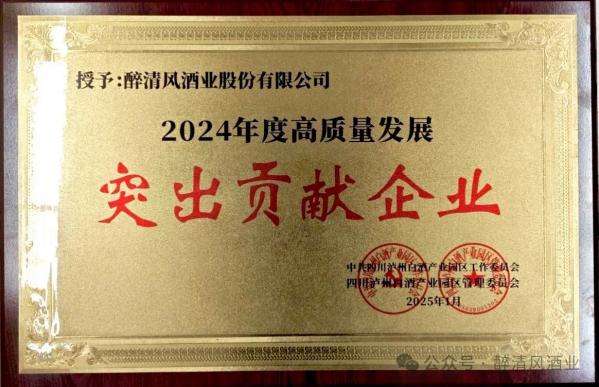 授予:醉清风酒业股份有限公司
2024年度高质量发展
突出贡献企业
中共四川泸州白酒产业园区工作委员会
四川泸州白酒产业园区管理委员会
2025年1月
公众号·醉清风酒业